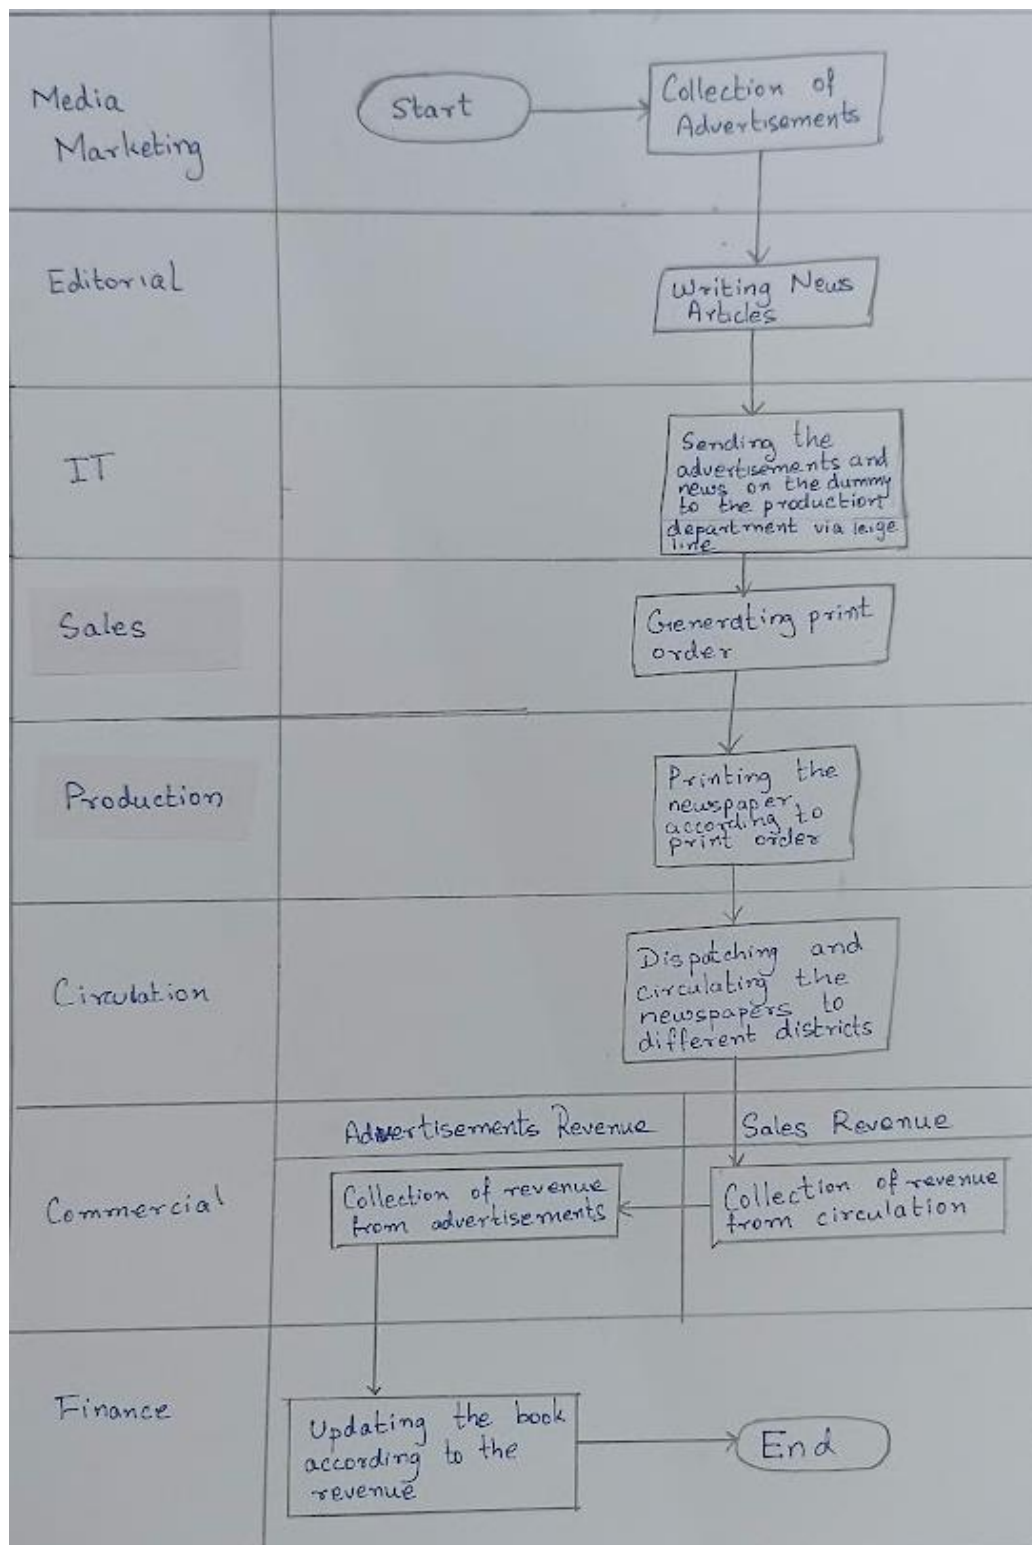 Media
Marketing
Start
Collection of
Advertisements
Editorial
Writing News
Articles
IT
Sending the
advertisements and
news on the dummy
to the production
department via leige
line
Sales
Generating print
order
Production
Printing the
newspaper
according to
print order
Circulation
Dispatching and
circulating the
newspapers to
different districts
Advertisements Revenue
Sales Revenue
Commercial
Collection of revenue
from advertisements
Collection of revenue
from circulation
Finance
Updating the book
according to the
revenue
End